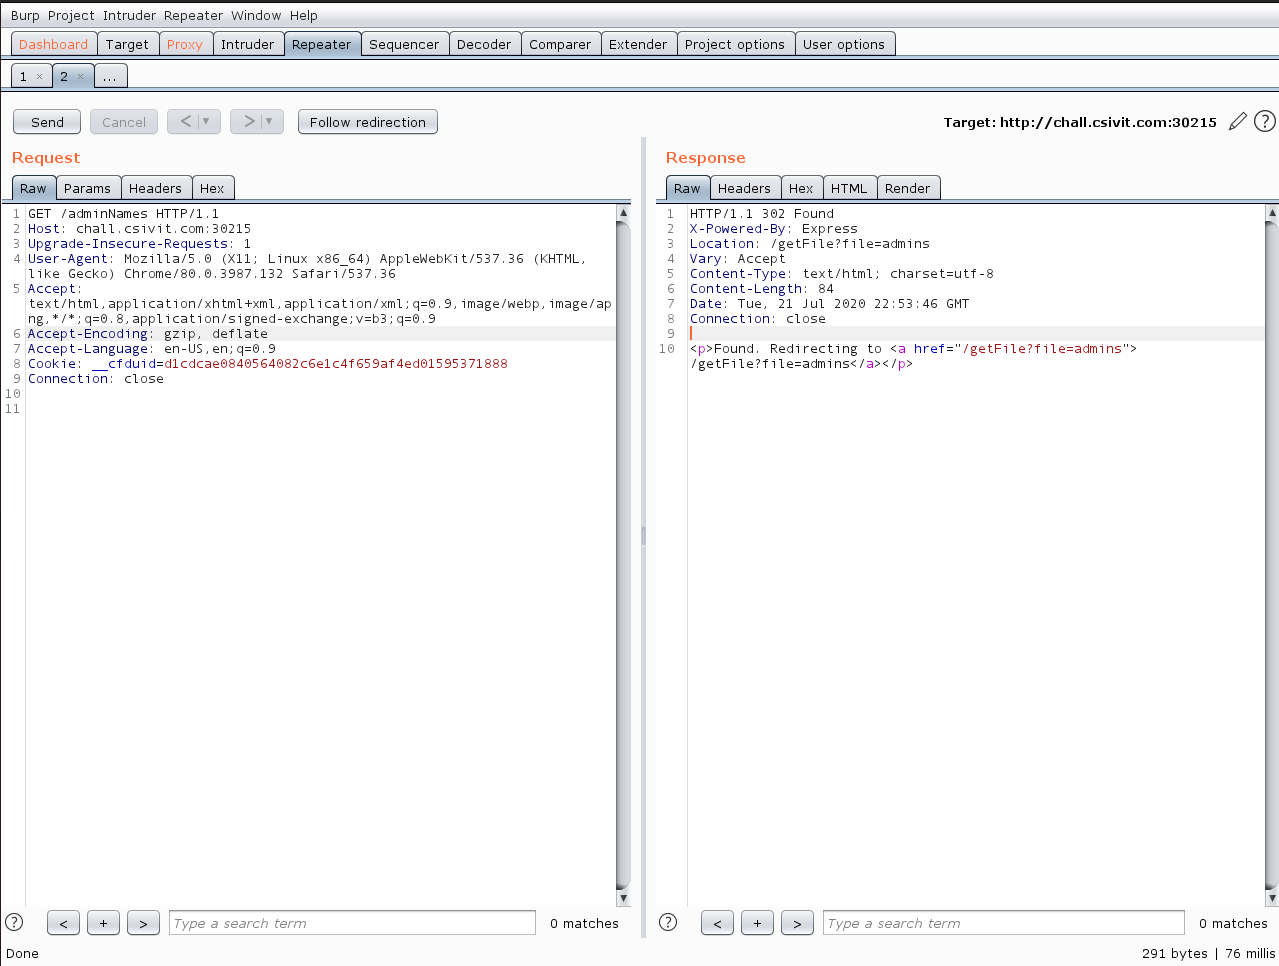 Burp Project Intruder Repeater Window Help
Dashboard Target Proxy Intruder Repeater Sequencer Decoder Comparer Extender Project options User options
1 × 2 × ...
Send Cancel < ▼ > ▼ Follow redirection Target: http://chall.csivit.com:30215 ?
Request
Raw Params Headers Hex
1 GET /adminNames HTTP/1.1
2 Host: chall.csivit.com:30215
3 Upgrade-Insecure-Requests: 1
4 User-Agent: Mozilla/5.0 (X11; Linux x86_64) AppleWebKit/537.36 (KHTML,
like Gecko) Chrome/80.0.3987.132 Safari/537.36
5 Accept:
text/html,application/xhtml+xml,application/xml;q=0.9,image/webp,image/ap
ng,*/*;q=0.8,application/signed-exchange;v=b3;q=0.9
6 Accept-Encoding: gzip, deflate
7 Accept-Language: en-US,en;q=0.9
8 Cookie: __cfduid=d1cdcae0840564082c6e1c4f659af4ed01595371888
9 Connection: close
10
11
? < + > Type a search term 0 matches
Response
Raw Headers Hex HTML Render
1 HTTP/1.1 302 Found
2 X-Powered-By: Express
3 Location: /getFile?file=admins
4 Vary: Accept
5 Content-Type: text/html; charset=utf-8
6 Content-Length: 84
7 Date: Tue, 21 Jul 2020 22:53:46 GMT
8 Connection: close
9
10 <p>Found. Redirecting to <a href="/getFile?file=admins">
/getFile?file=admins</a></p>
? < + > Type a search term 0 matches
Done 291 bytes | 76 millis